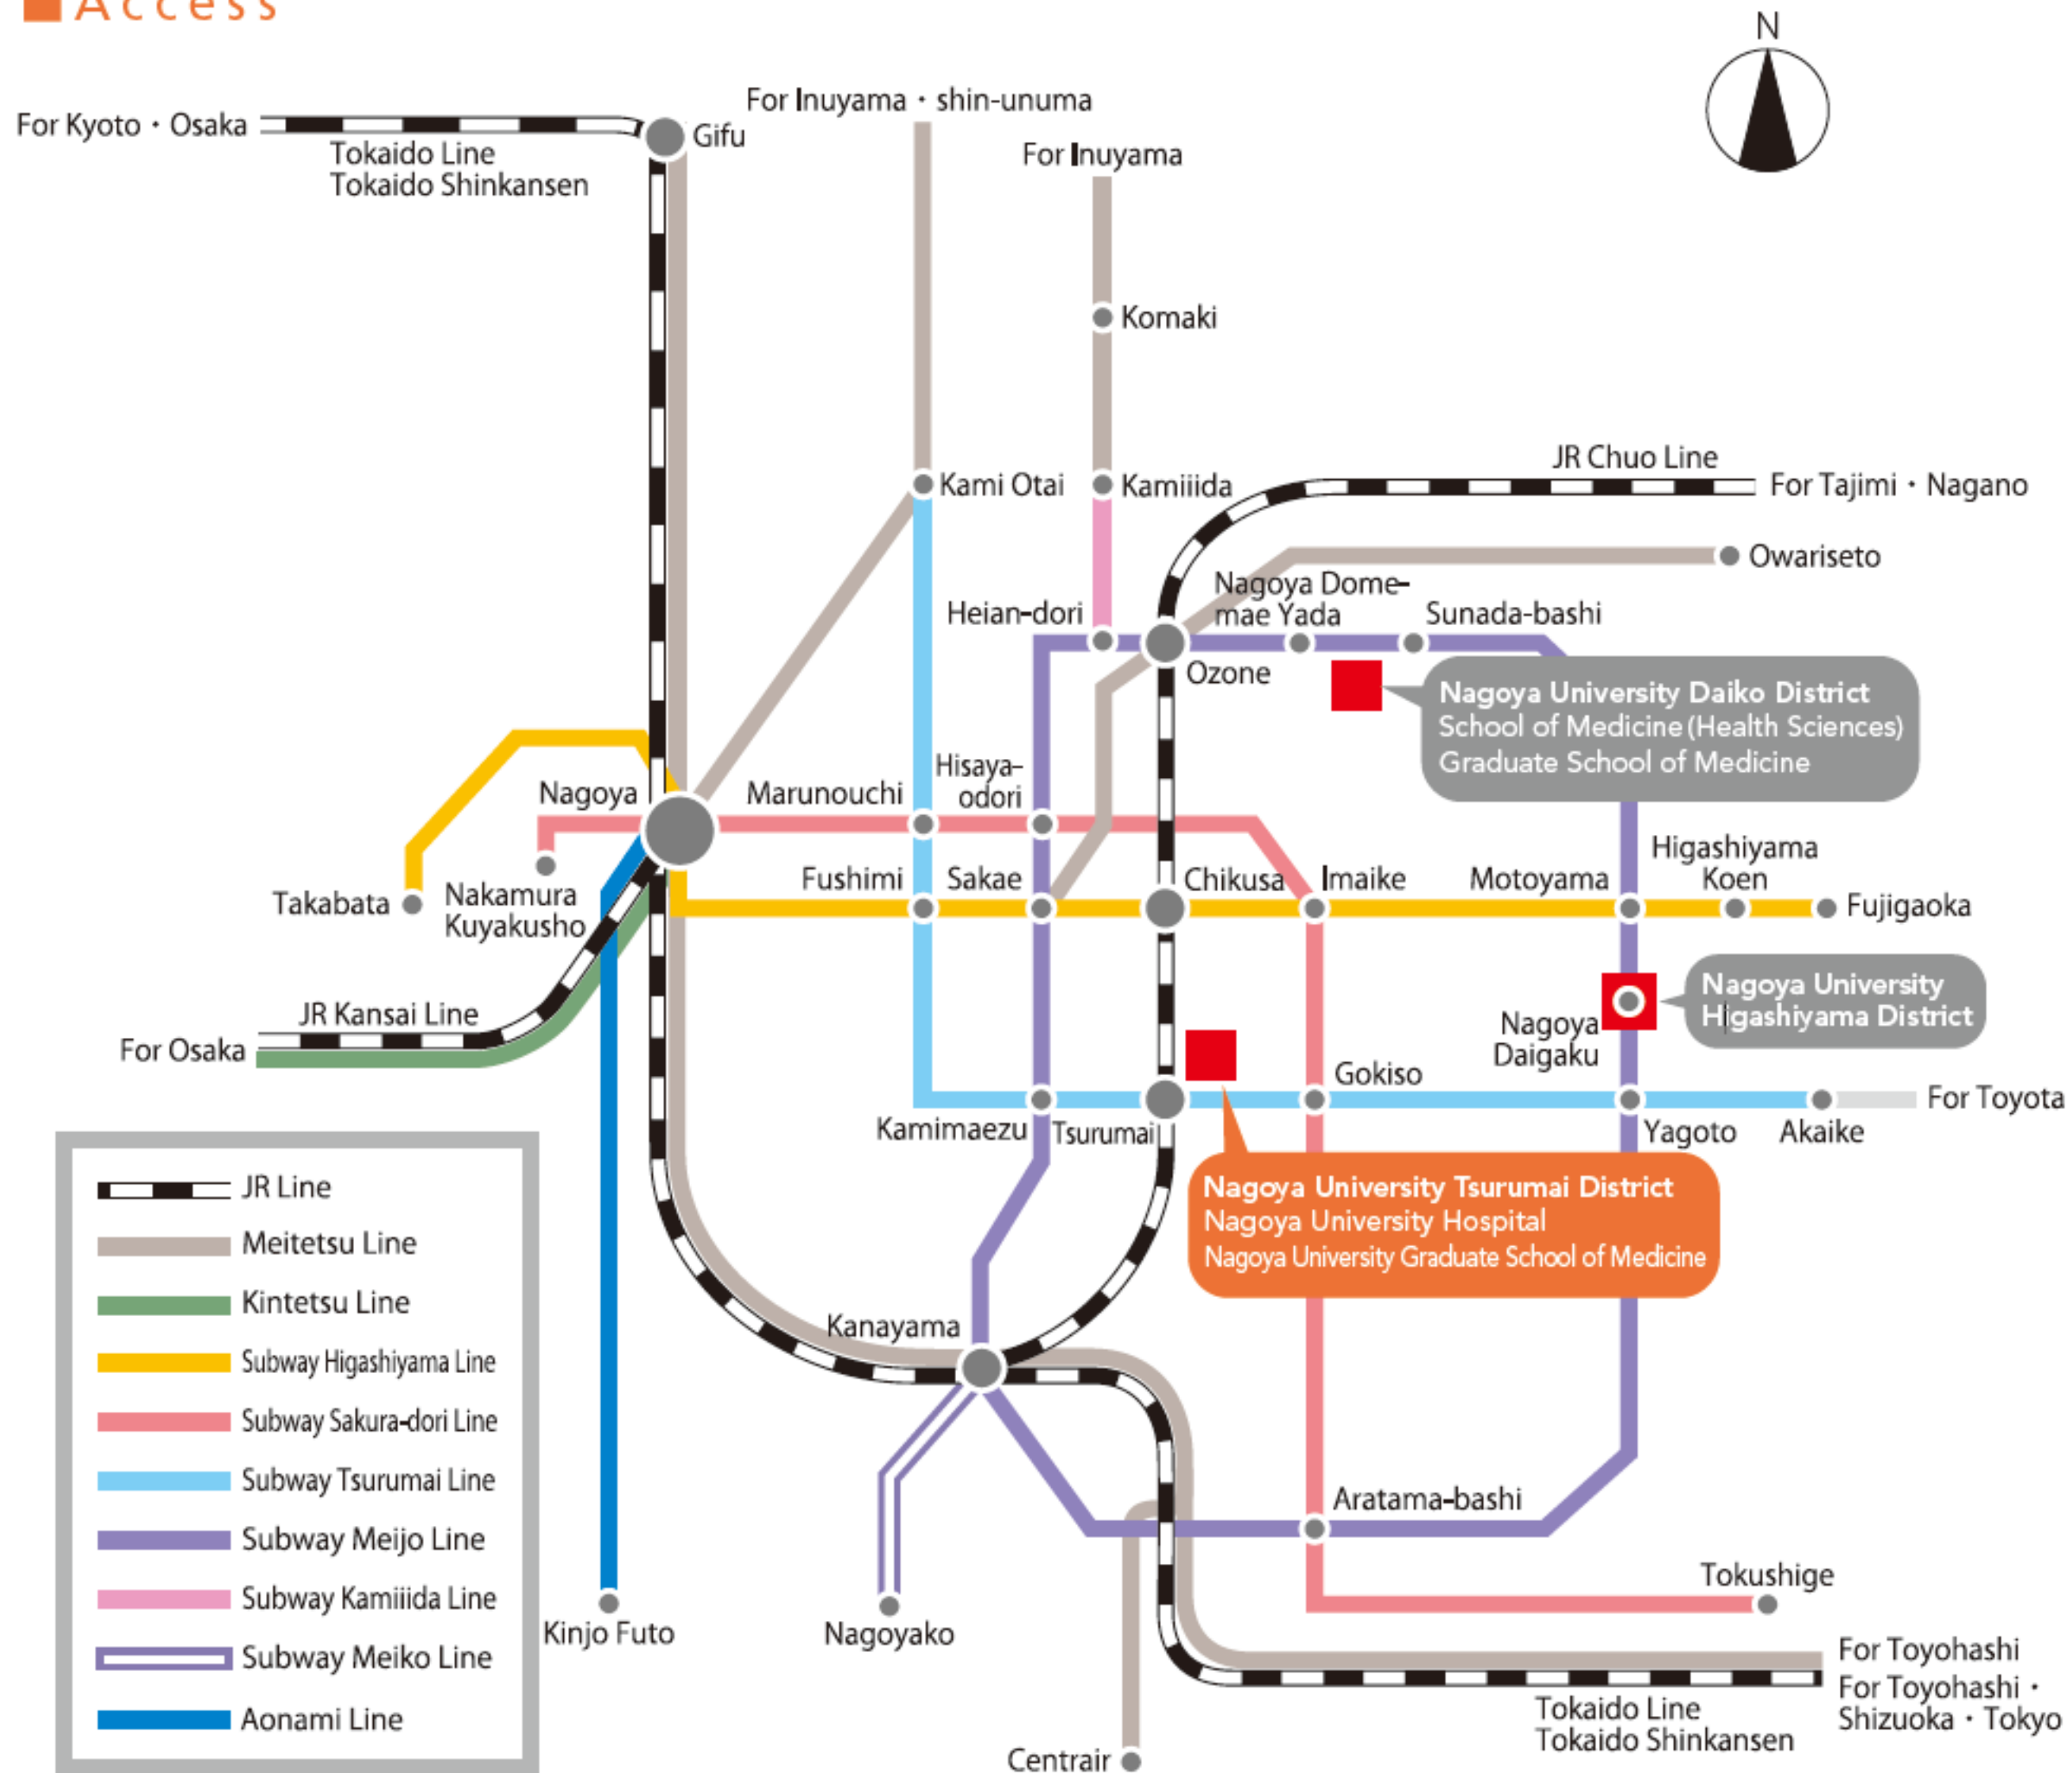 Access
N
For Inuyama・shin-unuma
For Kyoto・Osaka
Gifu
Tokaido Line
Tokaido Shinkansen
For Inuyama
Komaki
JR Chuo Line
Kami Otai
Kamiiida
For Tajimi・Nagano
Owariseto
Nagoya Dome-
mae Yada
Heian-dori
Sunada-bashi
Ozone
Nagoya University Daiko District
School of Medicine (Health Sciences)
Graduate School of Medicine
Hisaya-
odori
Nagoya
Marunouchi
Higashiyama
Koen
Fushimi
Sakae
Chikusa
Imaike
Motoyama
Takabata
Nakamura
Kuyakusho
Fujigaoka
Nagoya University
Higashiyama District
JR Kansai Line
Nagoya
Daigaku
For Osaka
Gokiso
For Toyota
Kamimaezu
Tsurumai
Yagoto
Akaike
Nagoya University Tsurumai District
Nagoya University Hospital
Nagoya University Graduate School of Medicine
JR Line
Meitetsu Line
Kintetsu Line
Subway Higashiyama Line
Subway Sakura-dori Line
Subway Tsurumai Line
Subway Meijo Line
Subway Kamiiida Line
Subway Meiko Line
Aonami Line
Kanayama
Aratama-bashi
Tokushige
Kinjo Futo
Nagoyako
For Toyohashi
For Toyohashi・
Shizuoka・Tokyo
Tokaido Line
Tokaido Shinkansen
Centrair